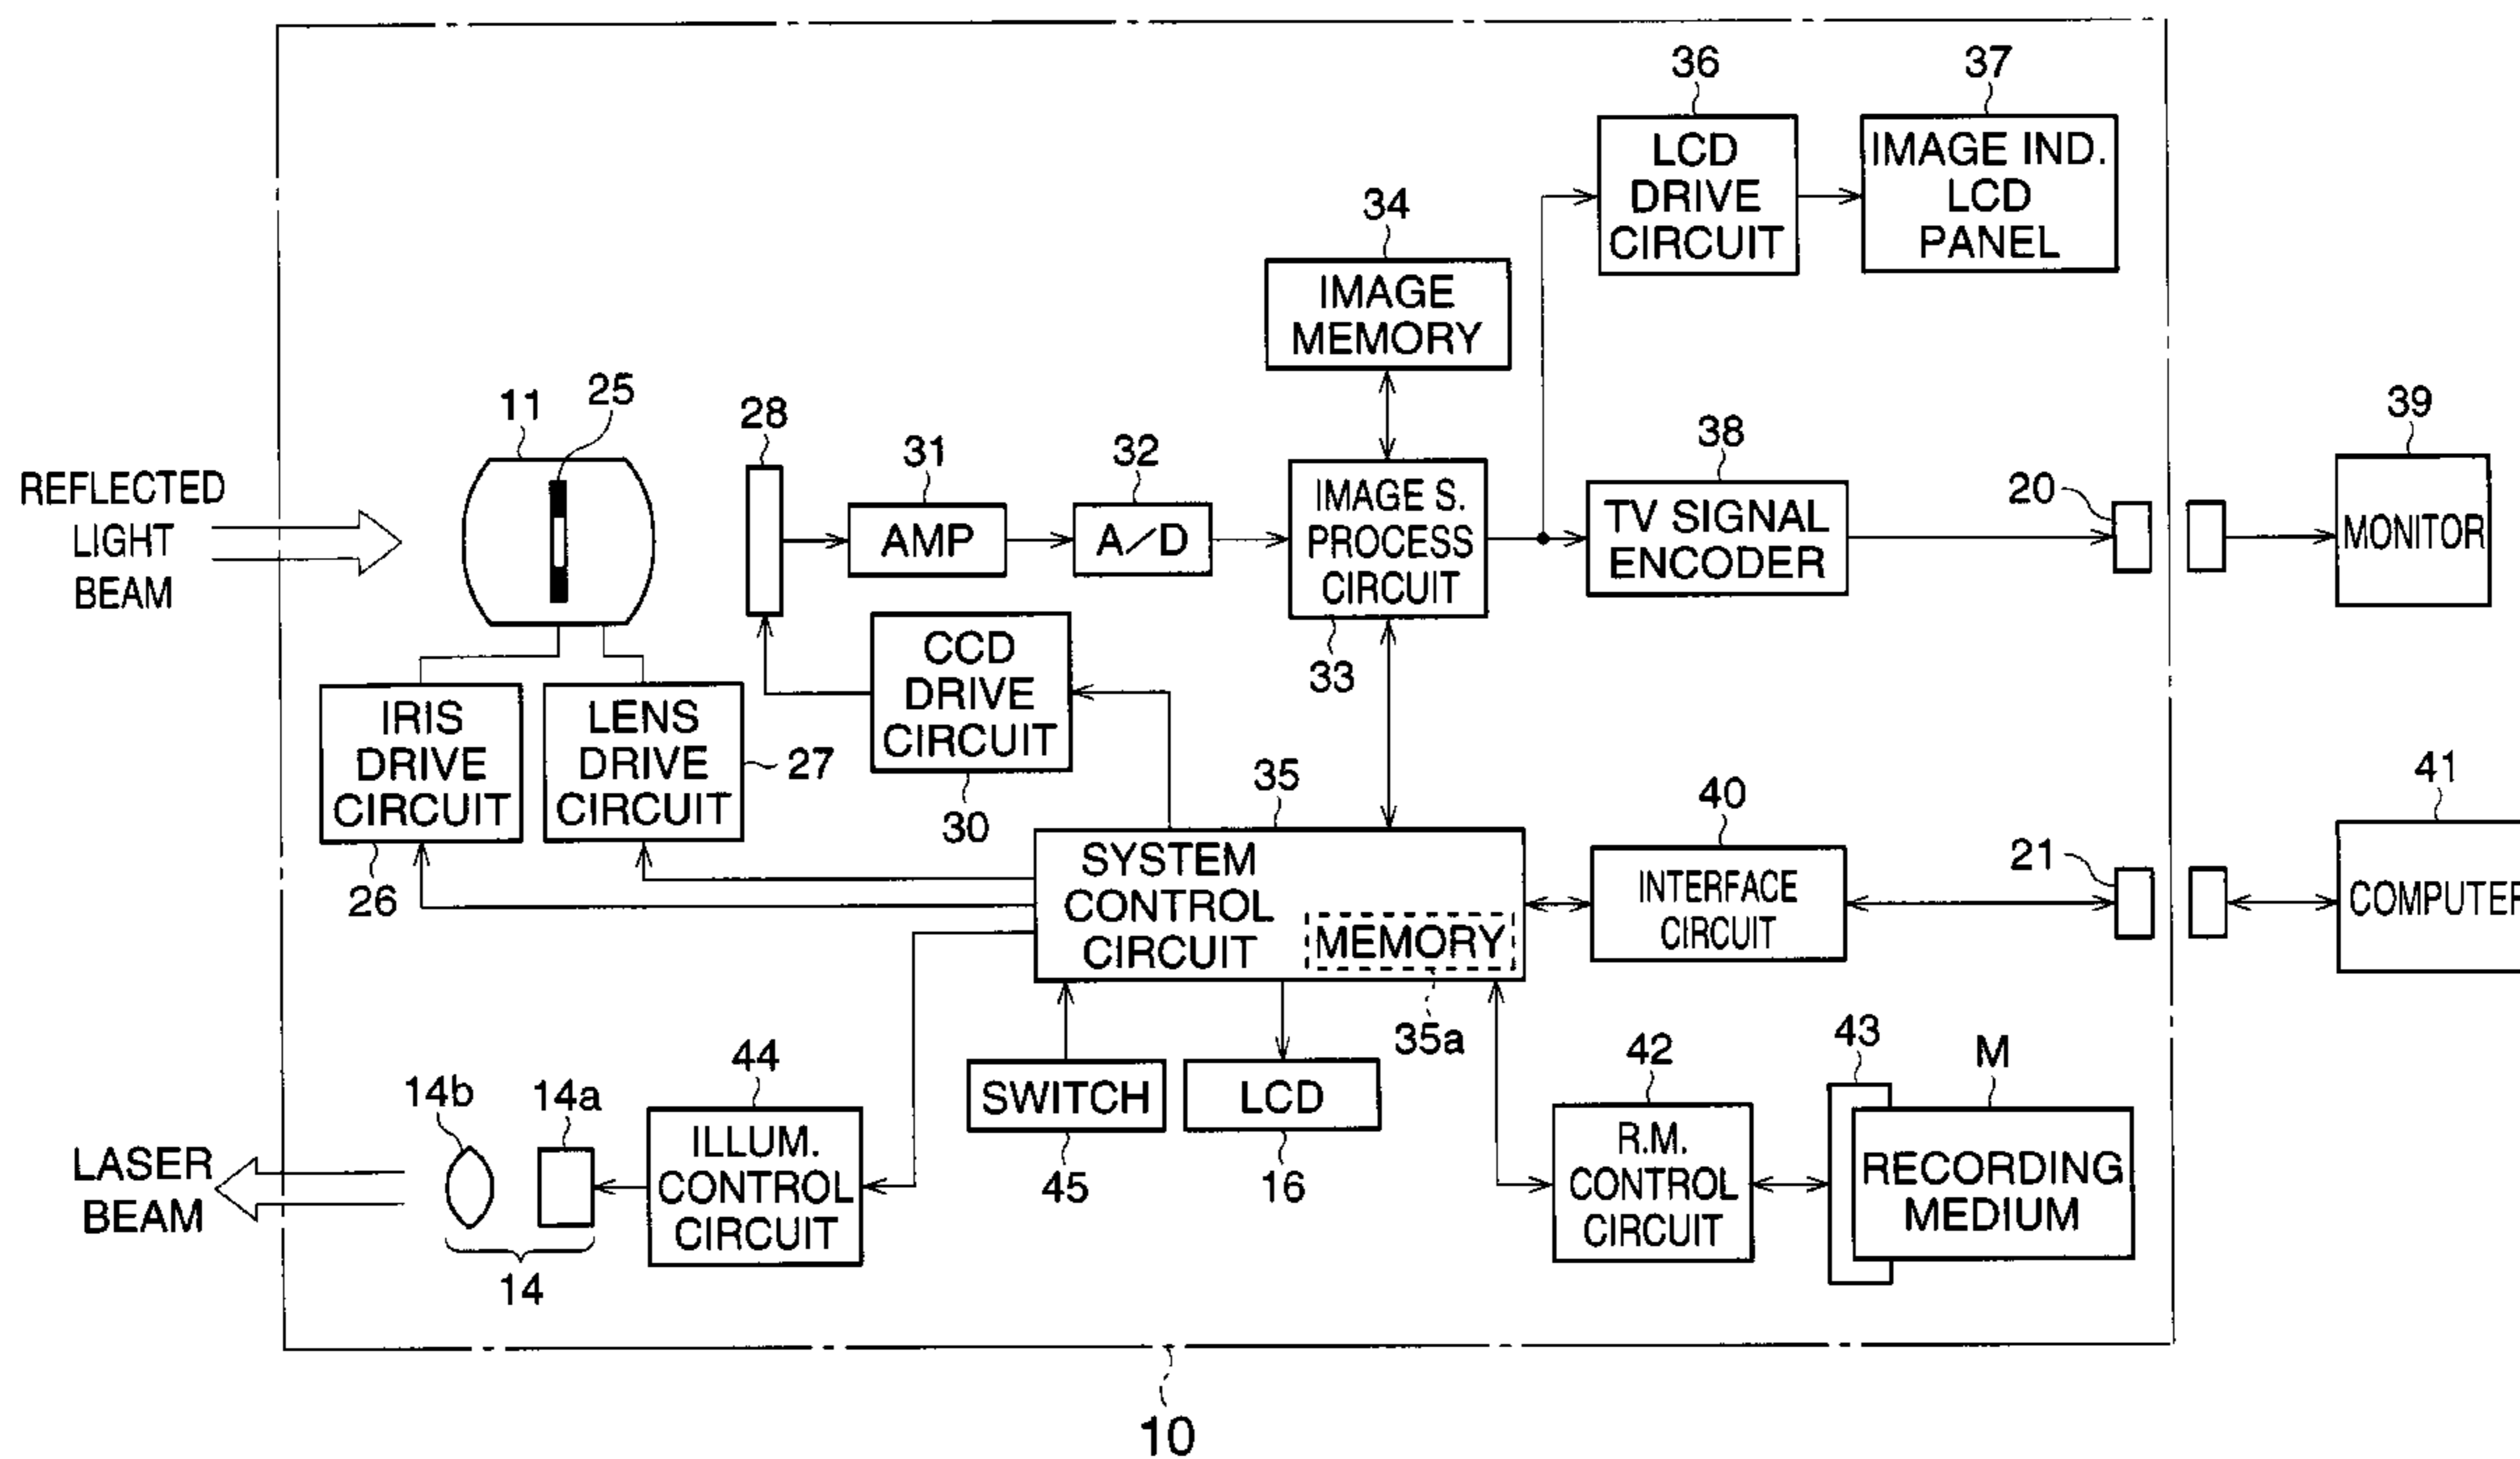 36
37
LCD
DRIVE
CIRCUIT
IMAGE IND.
LCD
PANEL
34
IMAGE
MEMORY
11
25
28
31
32
38
39
REFLECTED
LIGHT
BEAM
AMP
A/D
IMAGE S.
PROCESS
CIRCUIT
33
TV SIGNAL
ENCODER
20
MONITOR
IRIS
DRIVE
CIRCUIT
26
LENS
DRIVE
CIRCUIT
27
CCD
DRIVE
CIRCUIT
30
35
40
41
SYSTEM
CONTROL
CIRCUIT
MEMORY
35a
INTERFACE
CIRCUIT
21
COMPUTER
LASER
BEAM
14b
14a
14
44
ILLUM.
CONTROL
CIRCUIT
SWITCH
45
LCD
16
42
R.M.
CONTROL
CIRCUIT
43
M
RECORDING
MEDIUM
10